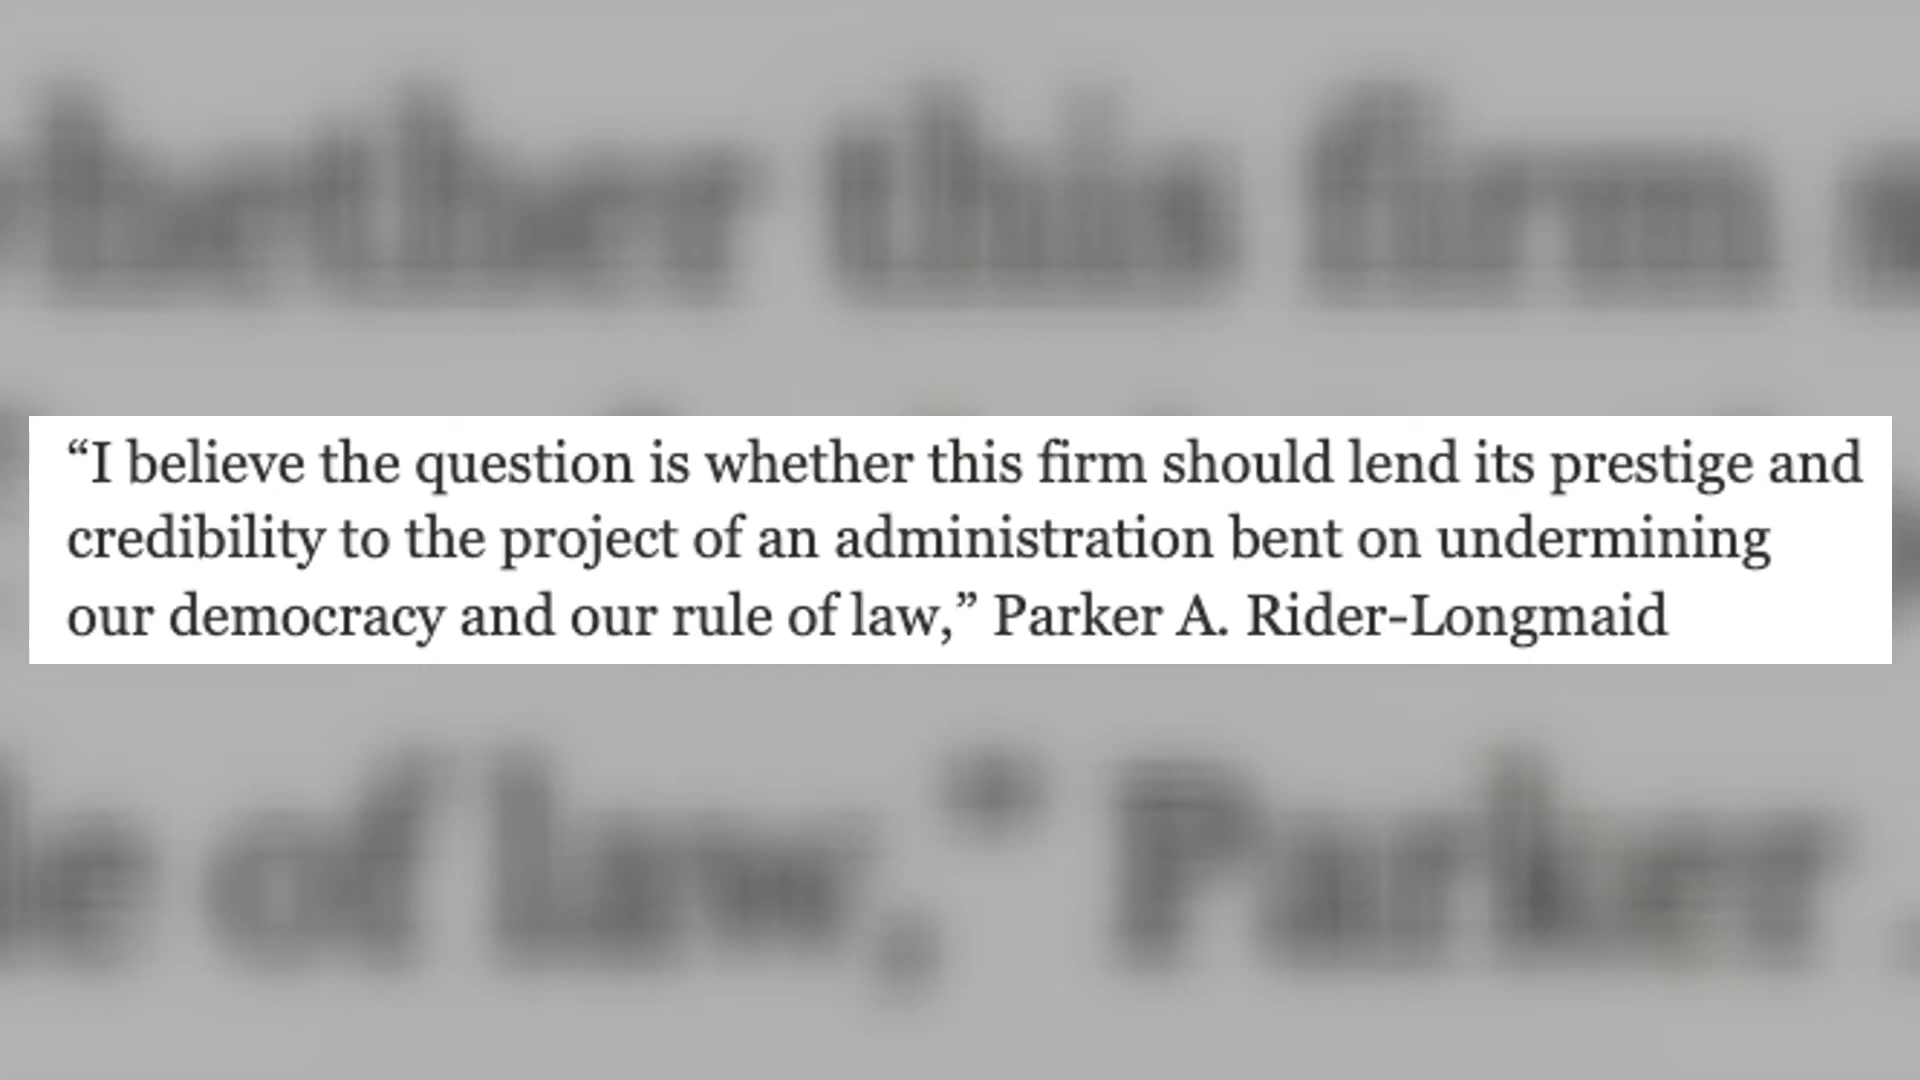 “I believe the question is whether this firm should lend its prestige and
credibility to the project of an administration bent on undermining
our democracy and our rule of law,” Parker A. Rider-Longmaid